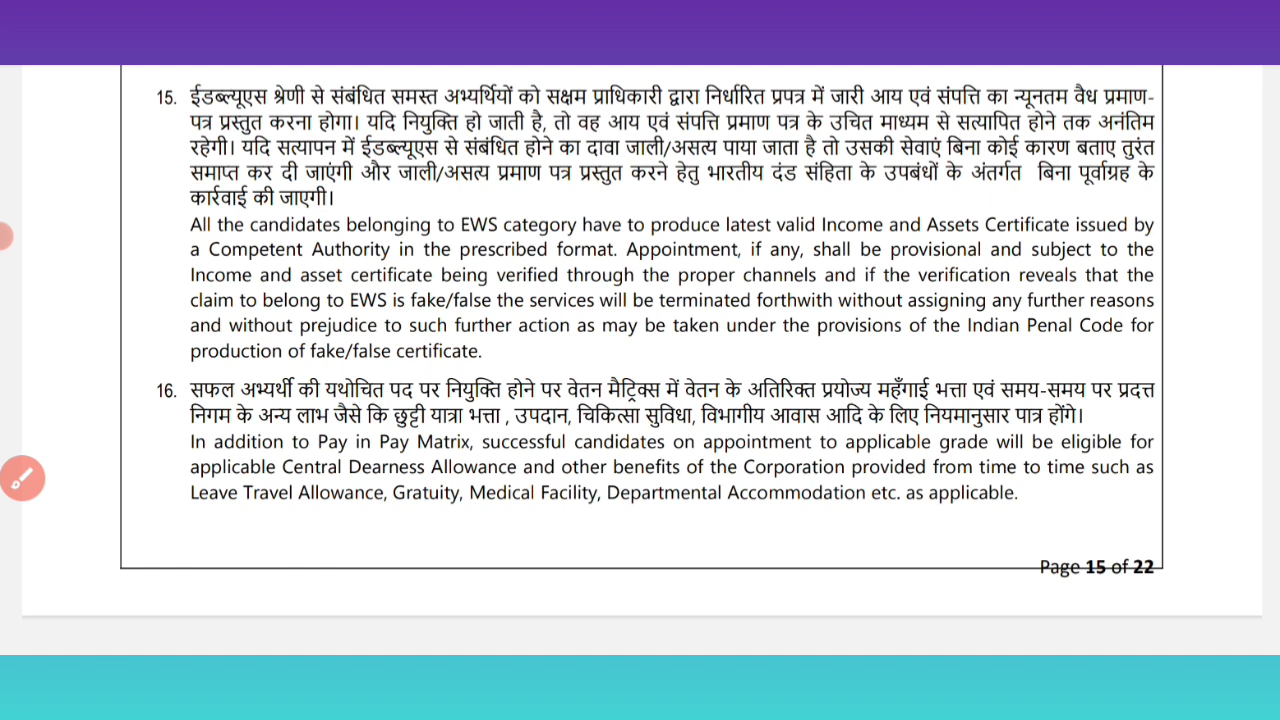 15. ईडब्ल्यूएस श्रेणी से संबंधित समस्त अभ्यर्थियों को सक्षम प्राधिकारी द्वारा निर्धारित प्रपत्र में जारी आय एवं संपत्ति का न्यूनतम वैध प्रमाण-
पत्र प्रस्तुत करना होगा। यदि नियुक्ति हो जाती है, तो वह आय एवं संपत्ति प्रमाण पत्र के उचित माध्यम से सत्यापित होने तक अनंतिम
रहेगी। यदि सत्यापन में ईडब्ल्यूएस से संबंधित होने का दावा जाली/असत्य पाया जाता है तो उसकी सेवाएं बिना कोई कारण बताए तुरंत
समाप्त कर दी जाएंगी और जाली/असत्य प्रमाण पत्र प्रस्तुत करने हेतु भारतीय दंड संहिता के उपबंधों के अंतर्गत बिना पूर्वाग्रह के
कार्रवाई की जाएगी।
All the candidates belonging to EWS category have to produce latest valid Income and Assets Certificate issued by
a Competent Authority in the prescribed format. Appointment, if any, shall be provisional and subject to the
Income and asset certificate being verified through the proper channels and if the verification reveals that the
claim to belong to EWS is fake/false the services will be terminated forthwith without assigning any further reasons
and without prejudice to such further action as may be taken under the provisions of the Indian Penal Code for
production of fake/false certificate.
16. सफल अभ्यर्थी की यथोचित पद पर नियुक्ति होने पर वेतन मैट्रिक्स में वेतन के अतिरिक्त प्रयोज्य महँगाई भत्ता एवं समय-समय पर प्रदत्त
निगम के अन्य लाभ जैसे कि छुट्टी यात्रा भत्ता , उपदान, चिकित्सा सुविधा, विभागीय आवास आदि के लिए नियमानुसार पात्र होंगे।
In addition to Pay in Pay Matrix, successful candidates on appointment to applicable grade will be eligible for
applicable Central Dearness Allowance and other benefits of the Corporation provided from time to time such as
Leave Travel Allowance, Gratuity, Medical Facility, Departmental Accommodation etc. as applicable.
Page 15 of 22